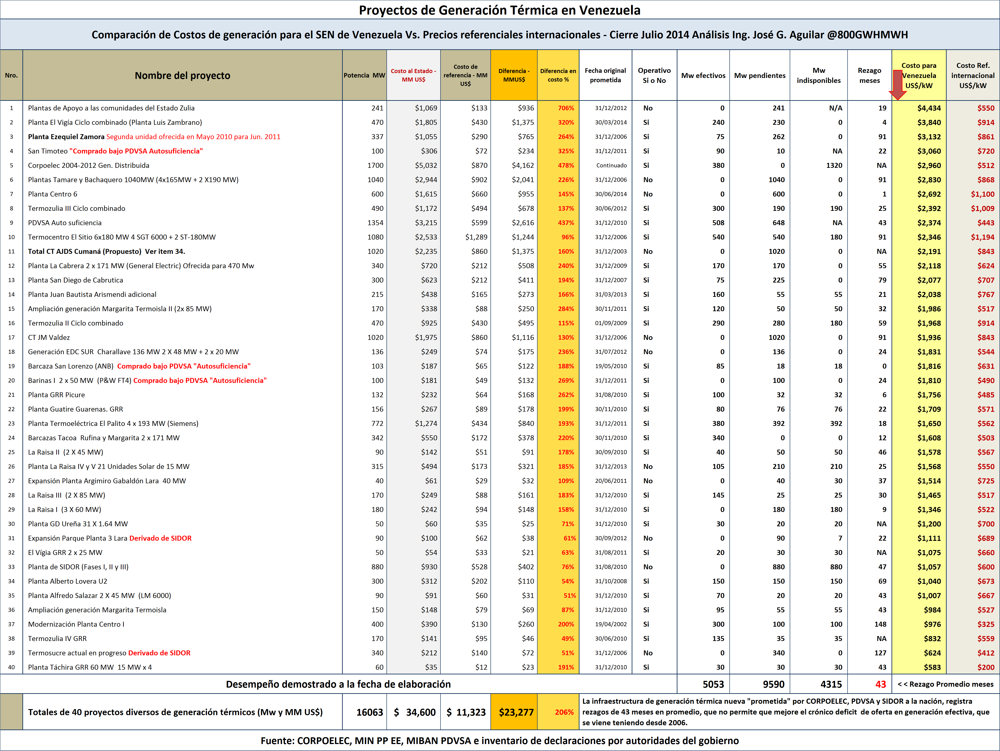 Proyectos de Generación Térmica en Venezuela
Comparación de Costos de generación para el SEN de Venezuela Vs. Precios referenciales internacionales - Cierre Julio 2014 Análisis Ing. José G. Aguilar @800GWHMWH
Nro. Nombre del proyecto Potencia MW Costo al Estado - MM US$ Costo de referencia - MM US$ Diferencia - MMUS$ Diferencia en costo % Fecha original prometida Operativo Si o No Mw efectivos Mw pendientes Mw indisponibles Rezago meses Costo para Venezuela US$/kW Costo Ref. internacional US$/kW
1 Plantas de Apoyo a las comunidades del Estado Zulia 241 $1,069 $133 $936 706% 31/12/2012 No 0 241 N/A 19 $4,434 $550
2 Planta El Vigía Ciclo combinado (Planta Luis Zambrano) 470 $1,805 $430 $1,375 320% 30/03/2014 Si 240 230 0 4 $3,840 $914
3 Planta Ezequiel Zamora Segunda unidad ofrecida en Mayo 2010 para Jun. 2011 337 $1,055 $290 $765 264% 31/12/2006 Si 75 262 0 91 $3,132 $861
4 San Timoteo "Comprado bajo PDVSA Autosuficiencia" 100 $306 $72 $234 325% 31/12/2011 Si 90 10 NA 22 $3,060 $720
5 Corpoelec 2004-2012 Gen. Distribuida 1700 $5,032 $870 $4,162 478% Continuado Si 380 0 1320 NA $2,960 $512
6 Plantas Tamare y Bachaquero 1040MW (4x165MW + 2 X190 MW) 1040 $2,944 $902 $2,041 226% 31/12/2006 No 0 1040 0 91 $2,830 $868
7 Planta Centro 6 600 $1,615 $660 $955 145% 30/06/2014 No 0 600 0 1 $2,692 $1,100
8 Termozulia III Ciclo combinado 490 $1,172 $494 $678 137% 30/06/2012 Si 300 190 190 25 $2,392 $1,009
9 PDVSA Auto suficiencia 1354 $3,215 $599 $2,616 437% 31/12/2010 Si 508 648 NA 43 $2,374 $443
10 Termocentro El Sitio 6x180 MW 4 SGT 6000 + 2 ST-180MW 1080 $2,533 $1,289 $1,244 96% 31/12/2006 Si 540 540 180 91 $2,346 $1,194
11 Total CT AJDS Cumaná (Propuesto) Ver item 34. 1020 $2,235 $860 $1,375 160% 31/12/2003 No 0 1020 0 NA $2,191 $843
12 Planta La Cabrera 2 x 171 MW (General Electric) Ofrecida para 470 Mw 340 $720 $212 $508 240% 31/12/2009 Si 170 170 0 55 $2,118 $624
13 Planta San Diego de Cabrutica 300 $623 $212 $411 194% 31/12/2007 Si 75 225 0 79 $2,077 $707
14 Planta Juan Bautista Arismendi adicional 215 $438 $165 $273 166% 31/03/2013 Si 160 55 55 21 $2,038 $767
15 Ampliación generación Margarita Termoisla II (2x 85 MW) 170 $338 $88 $250 284% 30/11/2011 Si 120 50 50 32 $1,986 $517
16 Termozulia II Ciclo combinado 470 $925 $430 $495 115% 01/09/2009 Si 290 280 180 59 $1,968 $914
17 CT JM Valdez 1020 $1,975 $860 $1,116 130% 31/12/2006 No 0 1020 0 91 $1,936 $843
18 Generación EDC SUR Charallave 136 MW 2 X 48 MW + 2 x 20 MW 136 $249 $74 $175 236% 31/07/2012 No 0 136 0 24 $1,831 $544
19 Barcaza San Lorenzo (ANB) Comprado bajo PDVSA "Autosuficiencia" 103 $187 $65 $122 188% 19/05/2010 Si 85 18 18 0 $1,816 $631
20 Barinas I 2 x 50 MW (P&W FT4) Comprado bajo PDVSA "Autosuficiencia" 100 $181 $49 $132 269% 31/12/2011 Si 0 100 0 24 $1,810 $490
21 Planta GRR Picure 132 $232 $64 $168 262% 31/08/2010 Si 100 32 32 6 $1,756 $485
22 Planta Guatire Guarenas. GRR 156 $267 $89 $178 199% 30/11/2010 Si 80 76 76 22 $1,709 $571
23 Planta Termoeléctrica El Palito 4 x 193 MW (Siemens) 772 $1,274 $434 $840 193% 31/12/2011 Si 380 392 392 18 $1,650 $562
24 Barcazas Tacoa Rufina y Margarita 2 x 171 MW 342 $550 $172 $378 220% 30/11/2010 Si 340 0 0 12 $1,608 $503
25 La Raisa II (2 X 45 MW) 90 $142 $51 $91 178% 30/09/2010 Si 40 50 50 46 $1,578 $567
26 Planta La Raisa IV y V 21 Unidades Solar de 15 MW 315 $494 $173 $321 185% 31/12/2013 No 105 210 210 25 $1,568 $550
27 Expansión Planta Argimiro Gabaldón Lara 40 MW 40 $61 $29 $32 109% 20/06/2011 No 0 40 30 37 $1,514 $725
28 La Raisa III (2 X 85 MW) 170 $249 $88 $161 183% 31/12/2010 Si 145 25 25 30 $1,465 $517
29 La Raisa I (3 X 60 MW) 180 $242 $94 $148 158% 31/12/2010 Si 0 180 180 9 $1,346 $522
30 Planta GD Ureña 31 X 1.64 MW 50 $60 $35 $25 71% 31/12/2010 Si 30 20 20 NA $1,200 $700
31 Expansión Parque Planta 3 Lara Derivado de SIDOR 90 $100 $62 $38 61% 30/09/2012 No 0 90 7 22 $1,111 $689
32 El Vígia GRR 2 x 25 MW 50 $54 $33 $21 63% 31/08/2011 Si 20 30 30 NA $1,075 $660
33 Planta de SIDOR (Fases I, II y III) 880 $930 $528 $402 76% 31/08/2010 No 0 880 880 47 $1,057 $600
34 Planta Alberto Lovera U2 300 $312 $202 $110 54% 31/10/2008 Si 150 150 150 69 $1,040 $673
35 Planta Alfredo Salazar 2 X 45 MW (LM 6000) 90 $91 $60 $31 51% 31/12/2010 Si 70 20 20 43 $1,007 $667
36 Ampliación generación Margarita Termoisla 150 $148 $79 $69 87% 31/12/2010 Si 95 55 55 43 $984 $527
37 Modernización Planta Centro I 400 $390 $130 $260 200% 19/04/2002 Si 300 100 100 148 $976 $325
38 Termozulia IV GRR 170 $141 $95 $46 49% 30/06/2010 Si 135 35 35 NA $832 $559
39 Termosucre actual en progreso Derivado de SIDOR 340 $212 $140 $72 51% 31/12/2006 No 0 340 0 127 $624 $412
40 Planta Táchira GRR 60 MW 15 MW x 4 60 $35 $12 $23 191% 31/12/2010 Si 30 30 30 43 $583 $200
Desempeño demostrado a la fecha de elaboración 5053 9590 4315 43 < < Rezago Promedio meses
Totales de 40 proyectos diversos de generación térmicos (Mw y MM US$) 16063 $ 34,600 $ 11,323 $23,277 206%
La infraestructura de generación térmica nueva "prometida" por CORPOELEC, PDVSA y SIDOR a la nación, registra
rezagos de 43 meses en promedio, que no permite que mejore el crónico deficit de oferta en generación efectiva, que
se viene teniendo desde 2006.
Fuente: CORPOELEC, MIN PP EE, MIBAN PDVSA e inventario de declaraciones por autoridades del gobierno